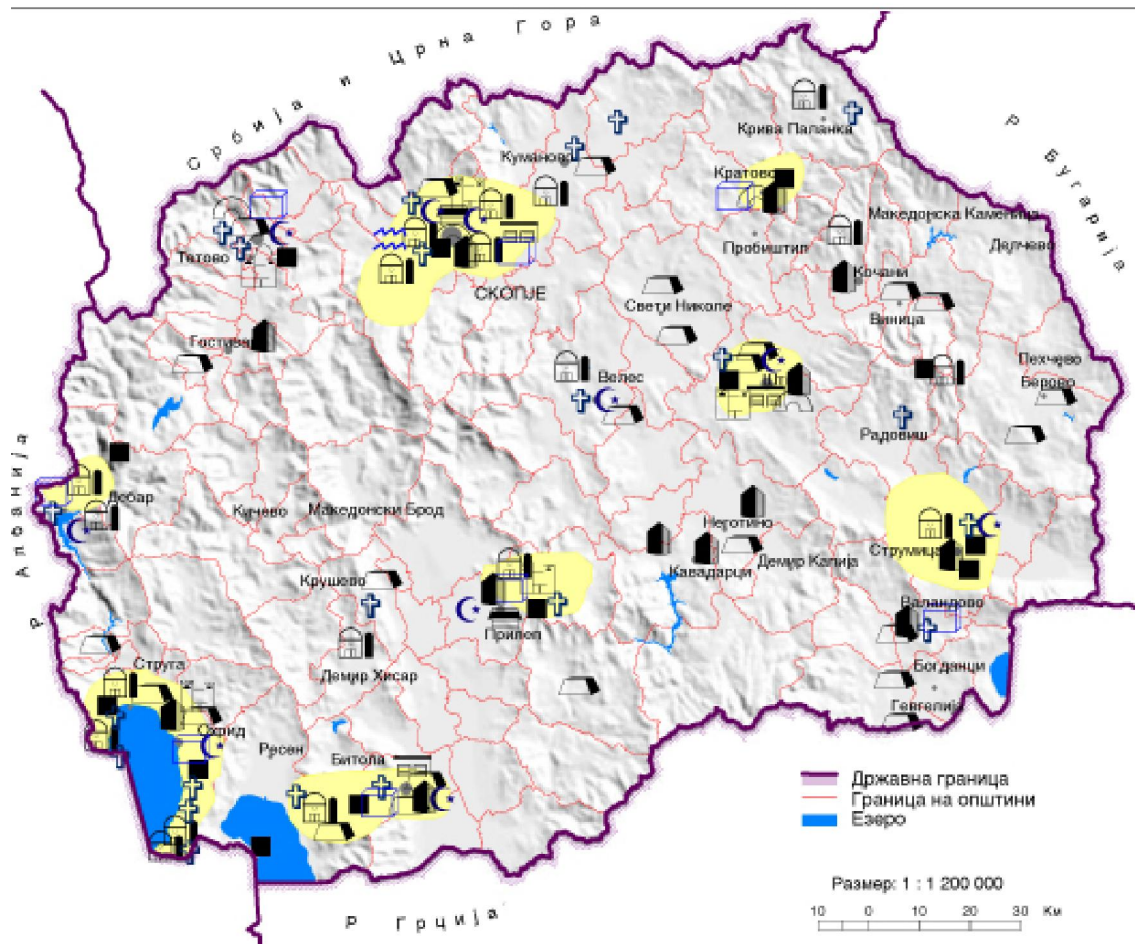 Србија и Црна Гора
Р Бугарија
Крива Паланка
Куманово
Кратово
Македонска Каменица
Делчево
Пробиштип
Тетово
Кочани
СКОПЈЕ
Свети Николе
Виница
Гостивар
Пехчево
Велес
Берово
Радовиш
Р Албанија
Дебар
Кичево
Македонски Брод
Неготино
Струмица
Кавадарци
Демир Капија
Крушево
Валандово
Прилеп
Струга
Демир Хисар
Богданци
Гевгелија
Охрид
Ресен
Битола
Државна граница
Граница на општини
Езеро
Размер: 1 : 1 200 000
10 0 10 20 30 Км
Р Грција